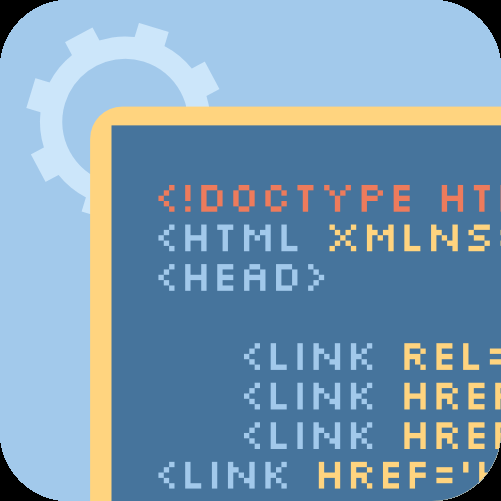 <!DOCTYPE HT
<HTML XMLNS=
<HEAD>
<LINK REL=
<LINK HREF
<LINK HREF
<LINK HREF='